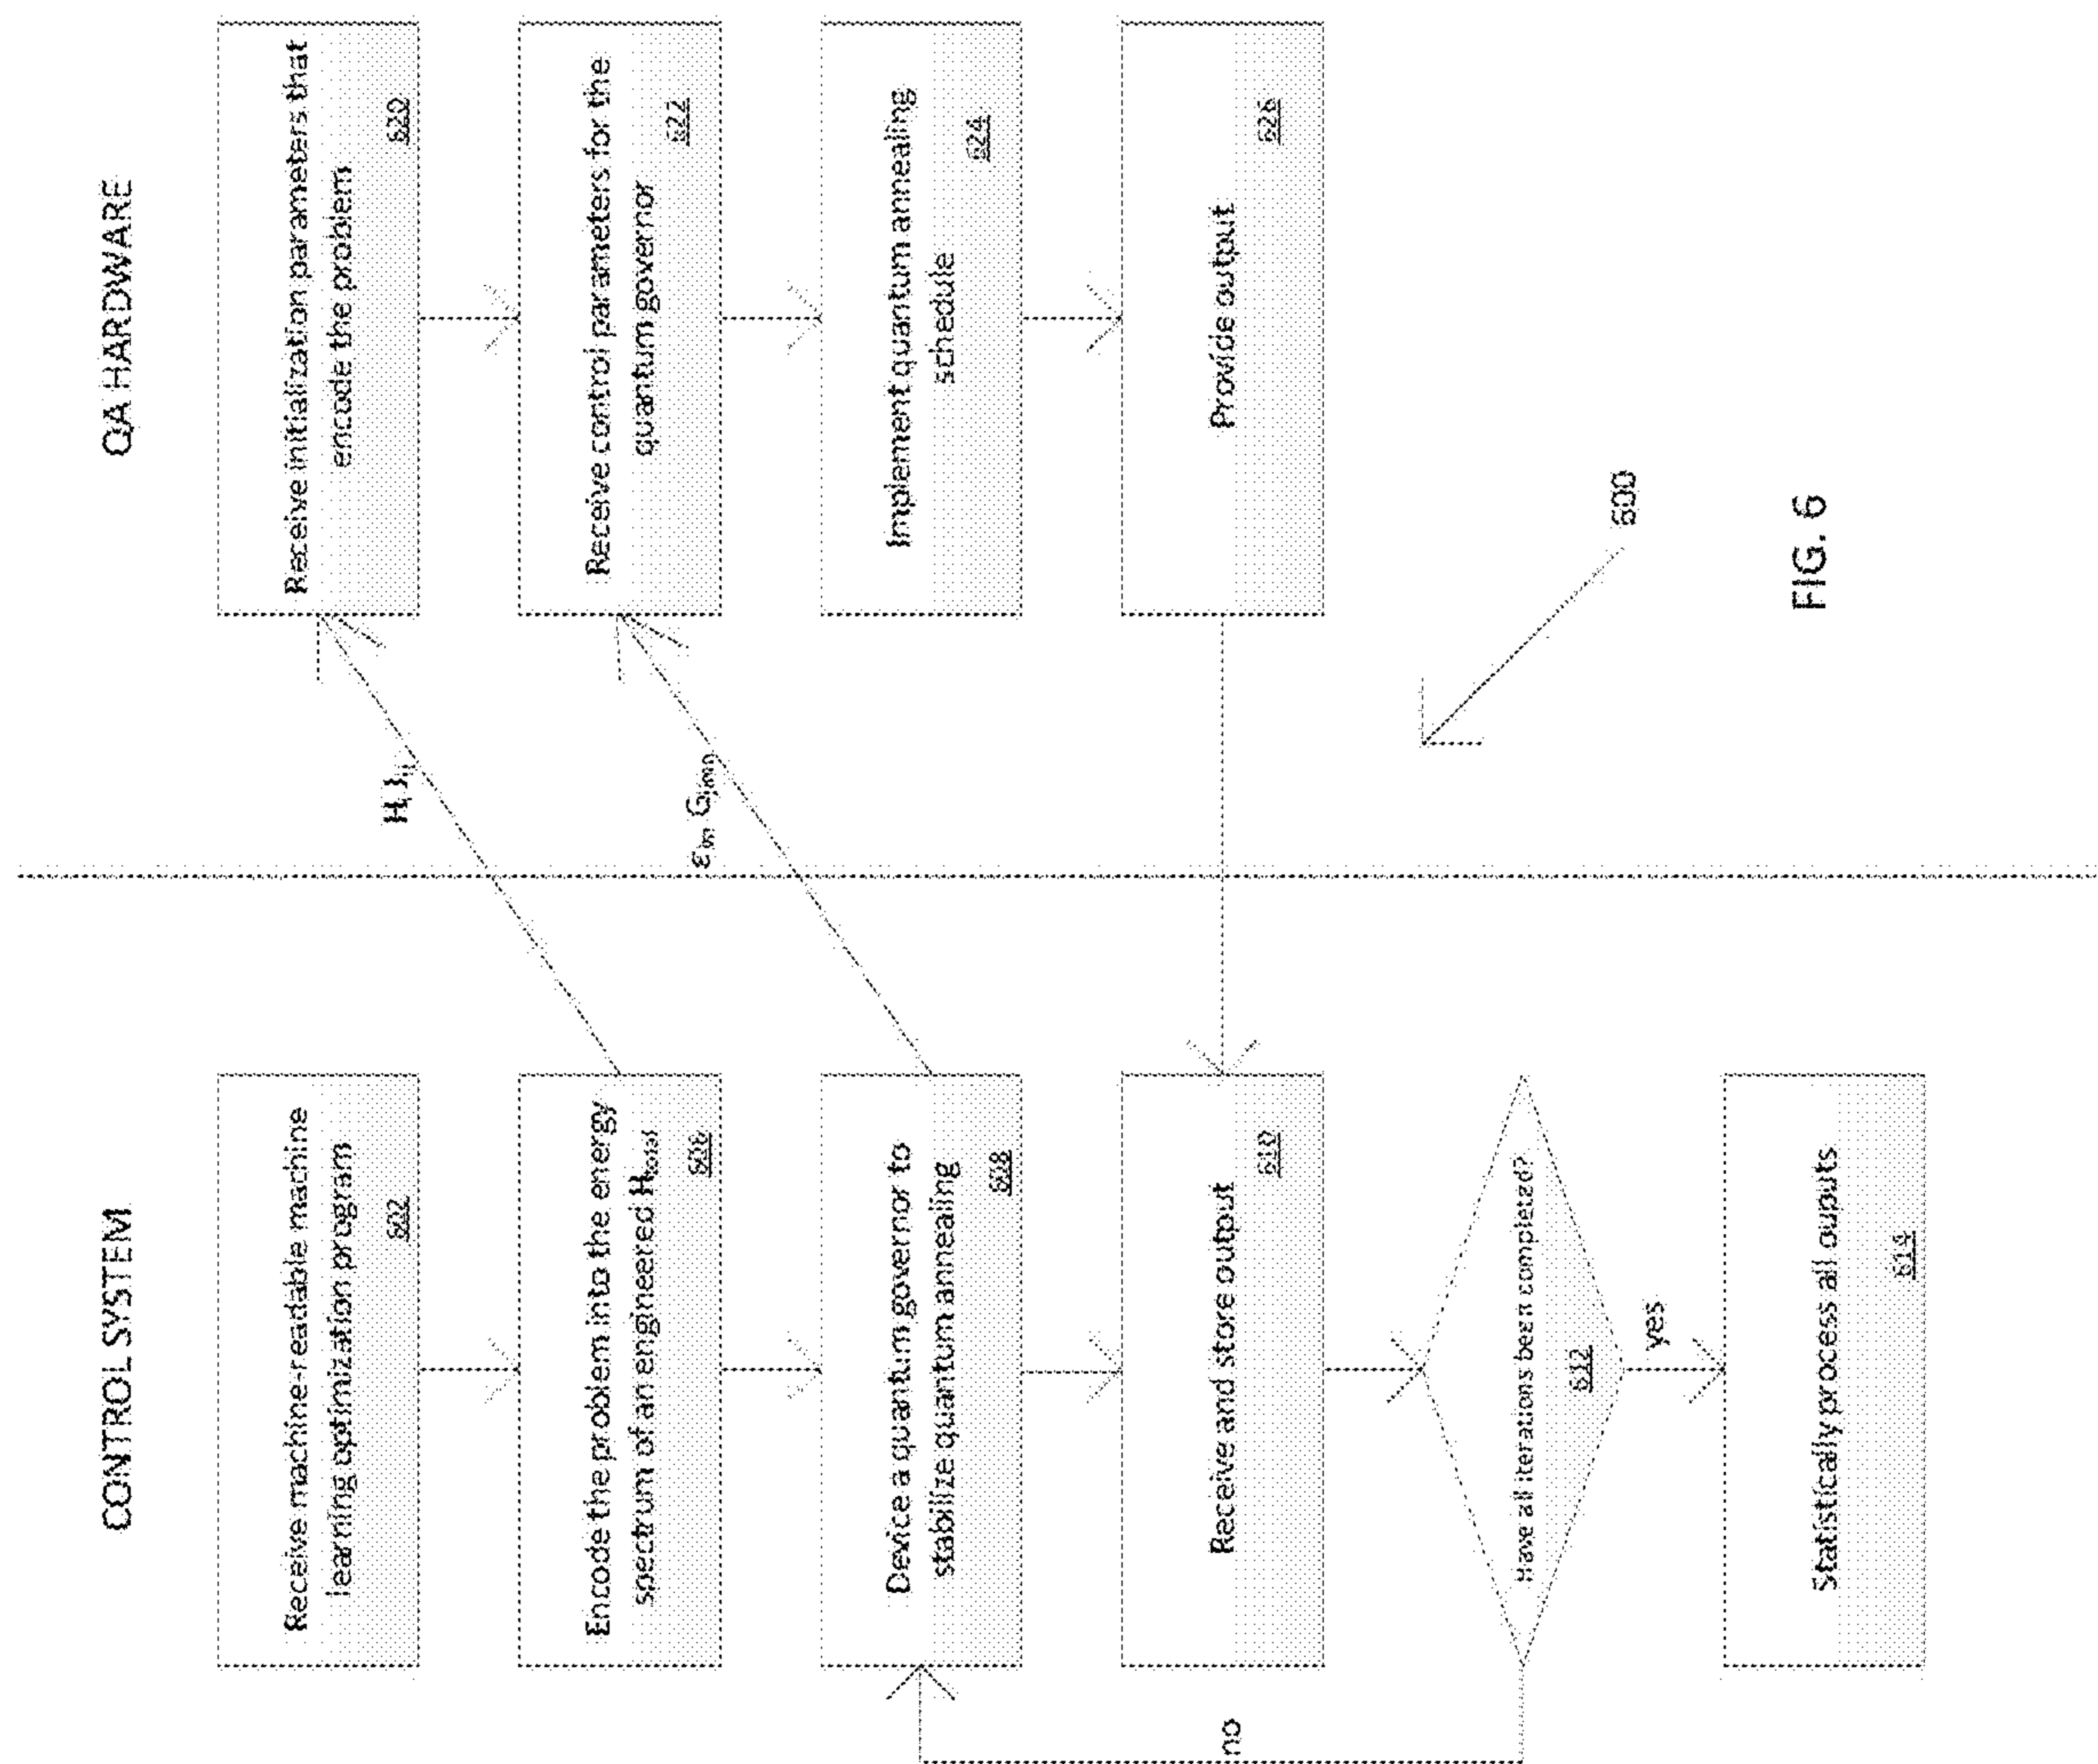 CONTROL SYSTEM
QA HARDWARE
Receive machine-readable machine
learning optimization program
602
Encode the problem into the energy
spectrum of an engineered H_total
606
Device a quantum governor to
stabilize quantum annealing
608
Receive and store output
610
Have all iterations been completed?
612
no
yes
Statistically process all ouputs
614
Receive initialization parameters that
encode the problem
620
Receive control parameters for the
quantum governor
622
Implement quantum annealing
schedule
624
Provide output
626
600
FIG. 6